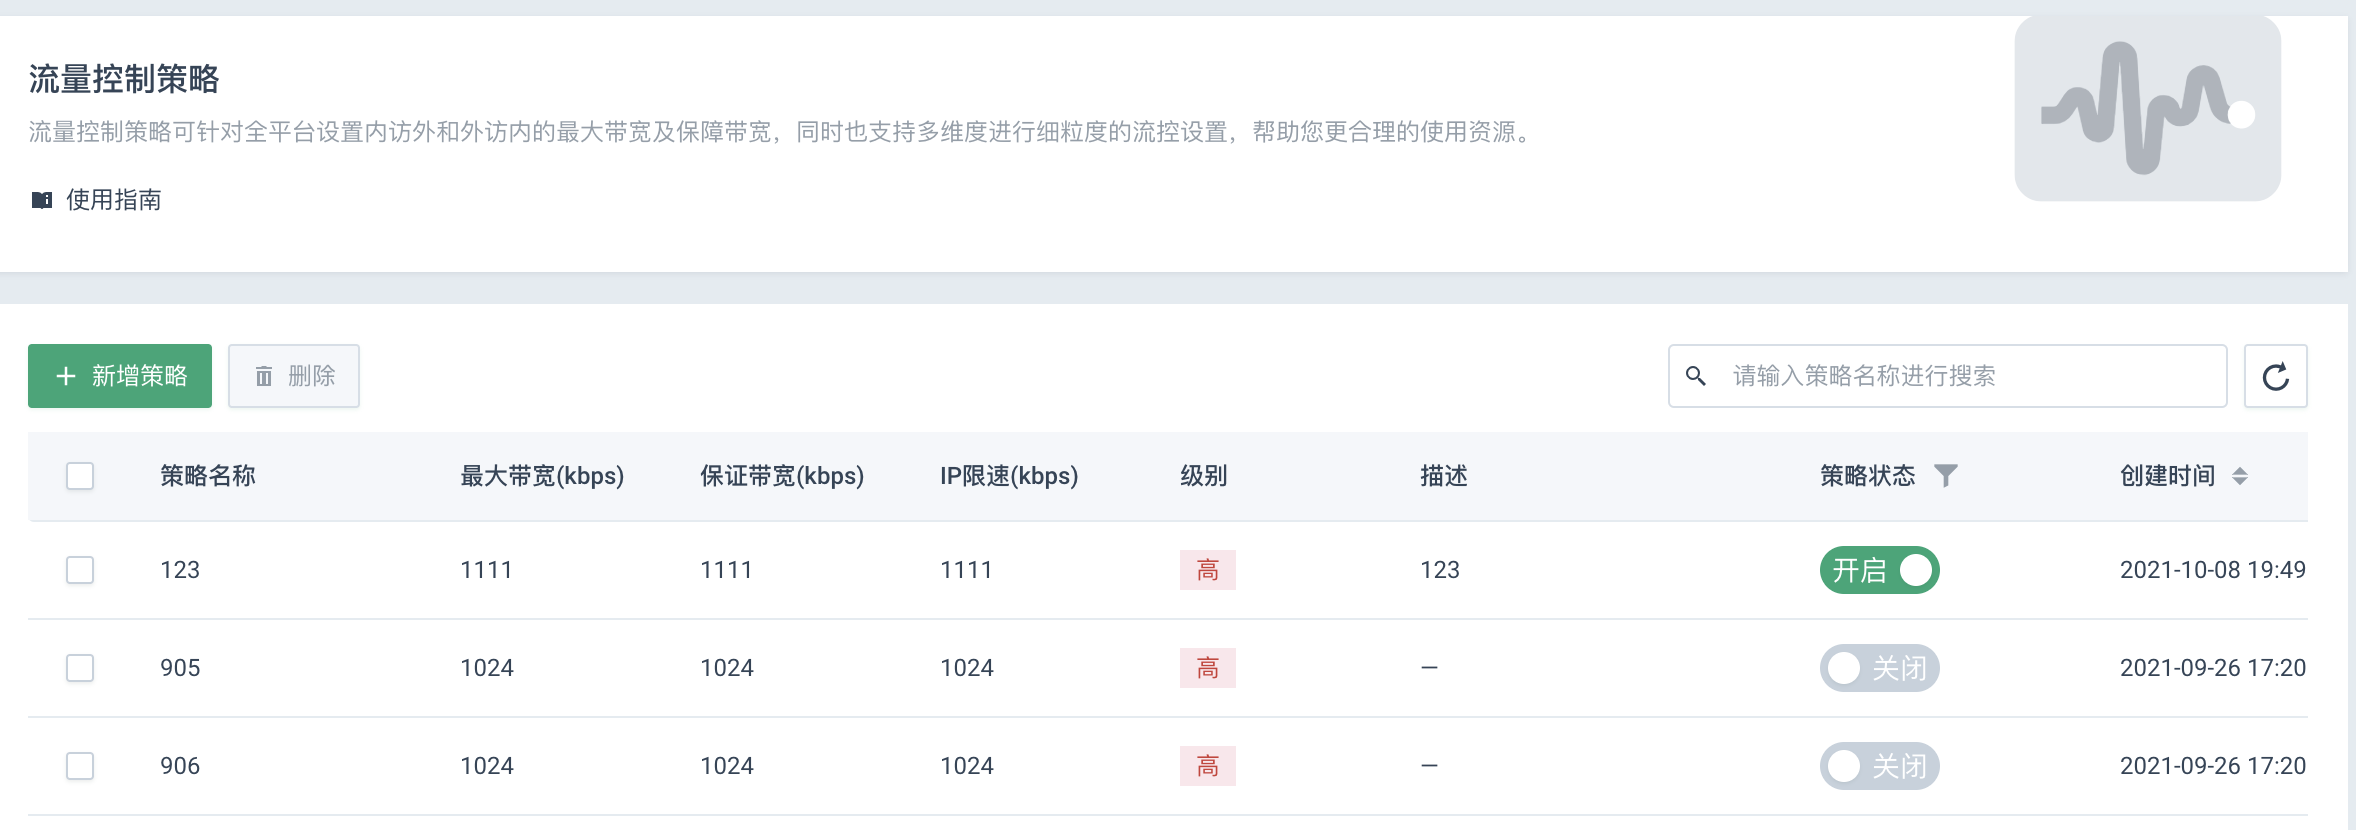 流量控制策略
流量控制策略可针对全平台设置内访外和外访内的最大带宽及保障带宽，同时也支持多维度进行细粒度的流控设置，帮助您更合理的使用资源。
使用指南
新增策略 删除 请输入策略名称进行搜索
策略名称 最大带宽(kbps) 保证带宽(kbps) IP限速(kbps) 级别 描述 策略状态 创建时间
123 1111 1111 1111 高 123 开启 2021-10-08 19:49
905 1024 1024 1024 高 — 关闭 2021-09-26 17:20
906 1024 1024 1024 高 — 关闭 2021-09-26 17:20